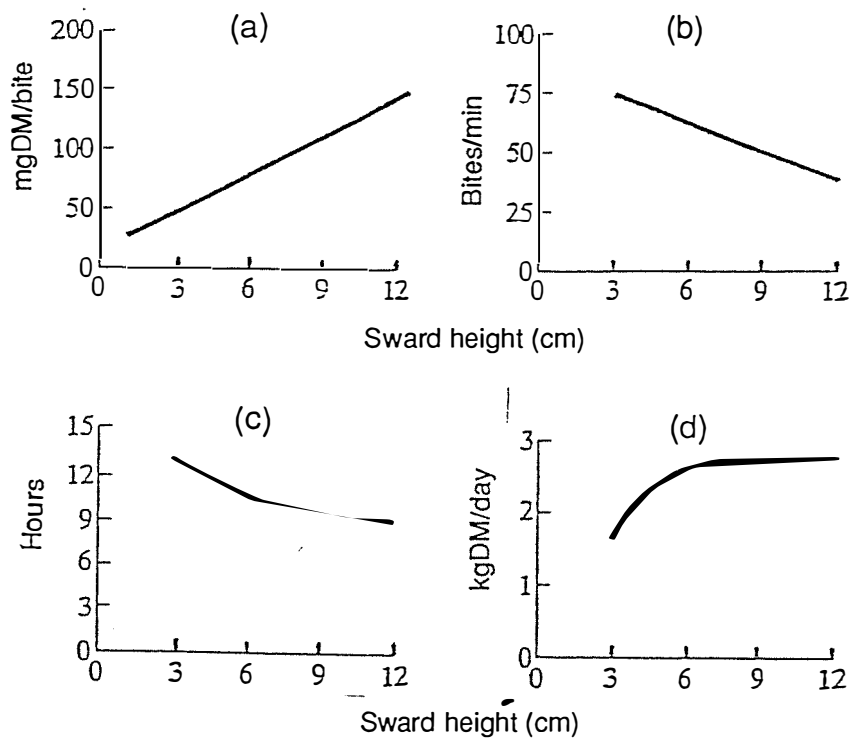 (a)
mgDM/bite
200
150
100
50
0
0 3 6 9 12
(b)
Bites/min
100
75
50
25
0
0 3 6 9 12
Sward height (cm)
(c)
Hours
15
12
9
6
3
0
0 3 6 9 12
(d)
kgDM/day
3
2
1
0
0 3 6 9 12
Sward height (cm)